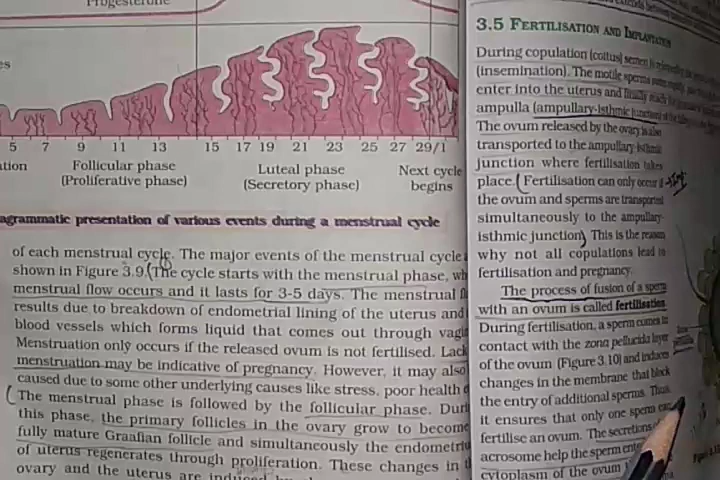 Progesterone
es
5 7 9 11 13 15 17 19 21 23 25 27 29/1
ation Follicular phase Luteal phase Next cycle
(Proliferative phase) (Secretory phase) begins
agrammatic presentation of various events during a menstrual cycle
of each menstrual cycle. The major events of the menstrual cycle
shown in Figure 3.9. The cycle starts with the menstrual phase, wh
menstrual flow occurs and it lasts for 3-5 days. The menstrual fl
results due to breakdown of endometrial lining of the uterus and
blood vessels which forms liquid that comes out through vagi
Menstruation only occurs if the released ovum is not fertilised. Lack
menstruation may be indicative of pregnancy. However, it may also
caused due to some other underlying causes like stress, poor health
The menstrual phase is followed by the follicular phase. Duri
this phase, the primary follicles in the ovary grow to become
fully mature Graafian follicle and simultaneously the endometriu
of uterus regenerates through proliferation. These changes in t
ovary and the uterus are induced
3.5 FERTILISATION AND IMPLANTATION
During copulation (coitus) semen is
(insemination). The motile sperms
enter into the uterus and finally reach the
ampulla (ampullary-isthmic junction) of the
The ovum released by the ovary is also
transported to the ampullary-isthmic
junction where fertilisation takes
place. Fertilisation can only occur if
the ovum and sperms are transported
simultaneously to the ampullary-
isthmic junction. This is the reason
why not all copulations lead to
fertilisation and pregnancy.
The process of fusion of a sperm
with an ovum is called fertilisation.
During fertilisation, a sperm comes in
contact with the zona pellucida layer
of the ovum (Figure 3.10) and induces
changes in the membrane that block
the entry of additional sperms. Thus,
it ensures that only one sperm can
fertilise an ovum. The secretions
acrosome help the sperm enter
cytoplasm of the ovum